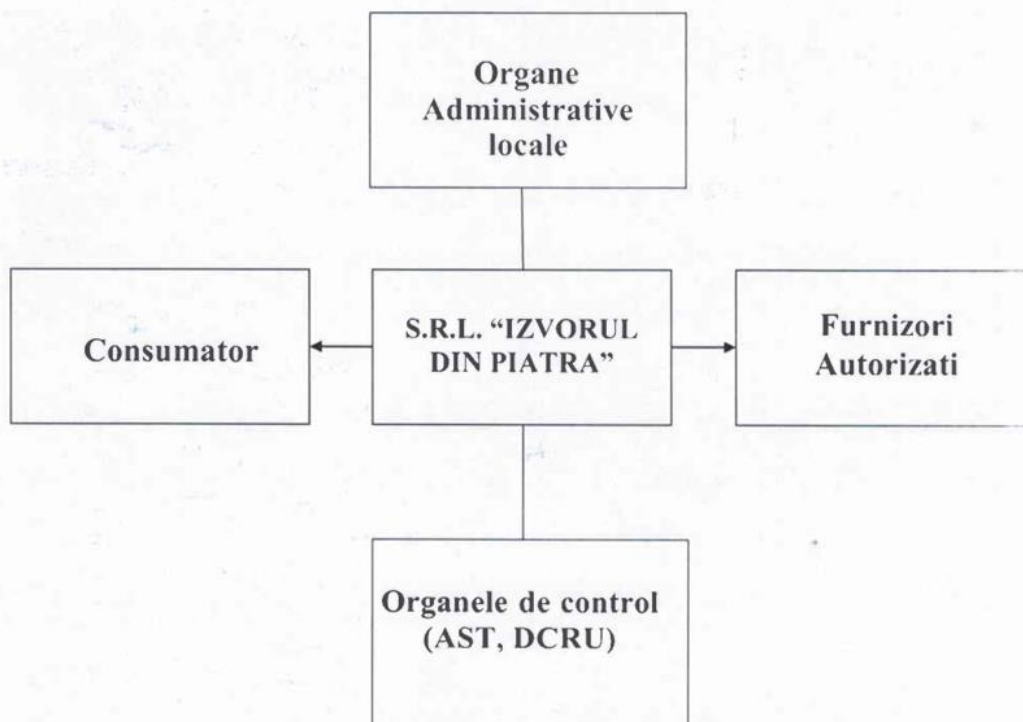 Organe
Administrative
locale
Consumator
S.R.L. “IZVORUL
DIN PIATRA”
Furnizori
Autorizati
Organele de control
(AST, DCRU)